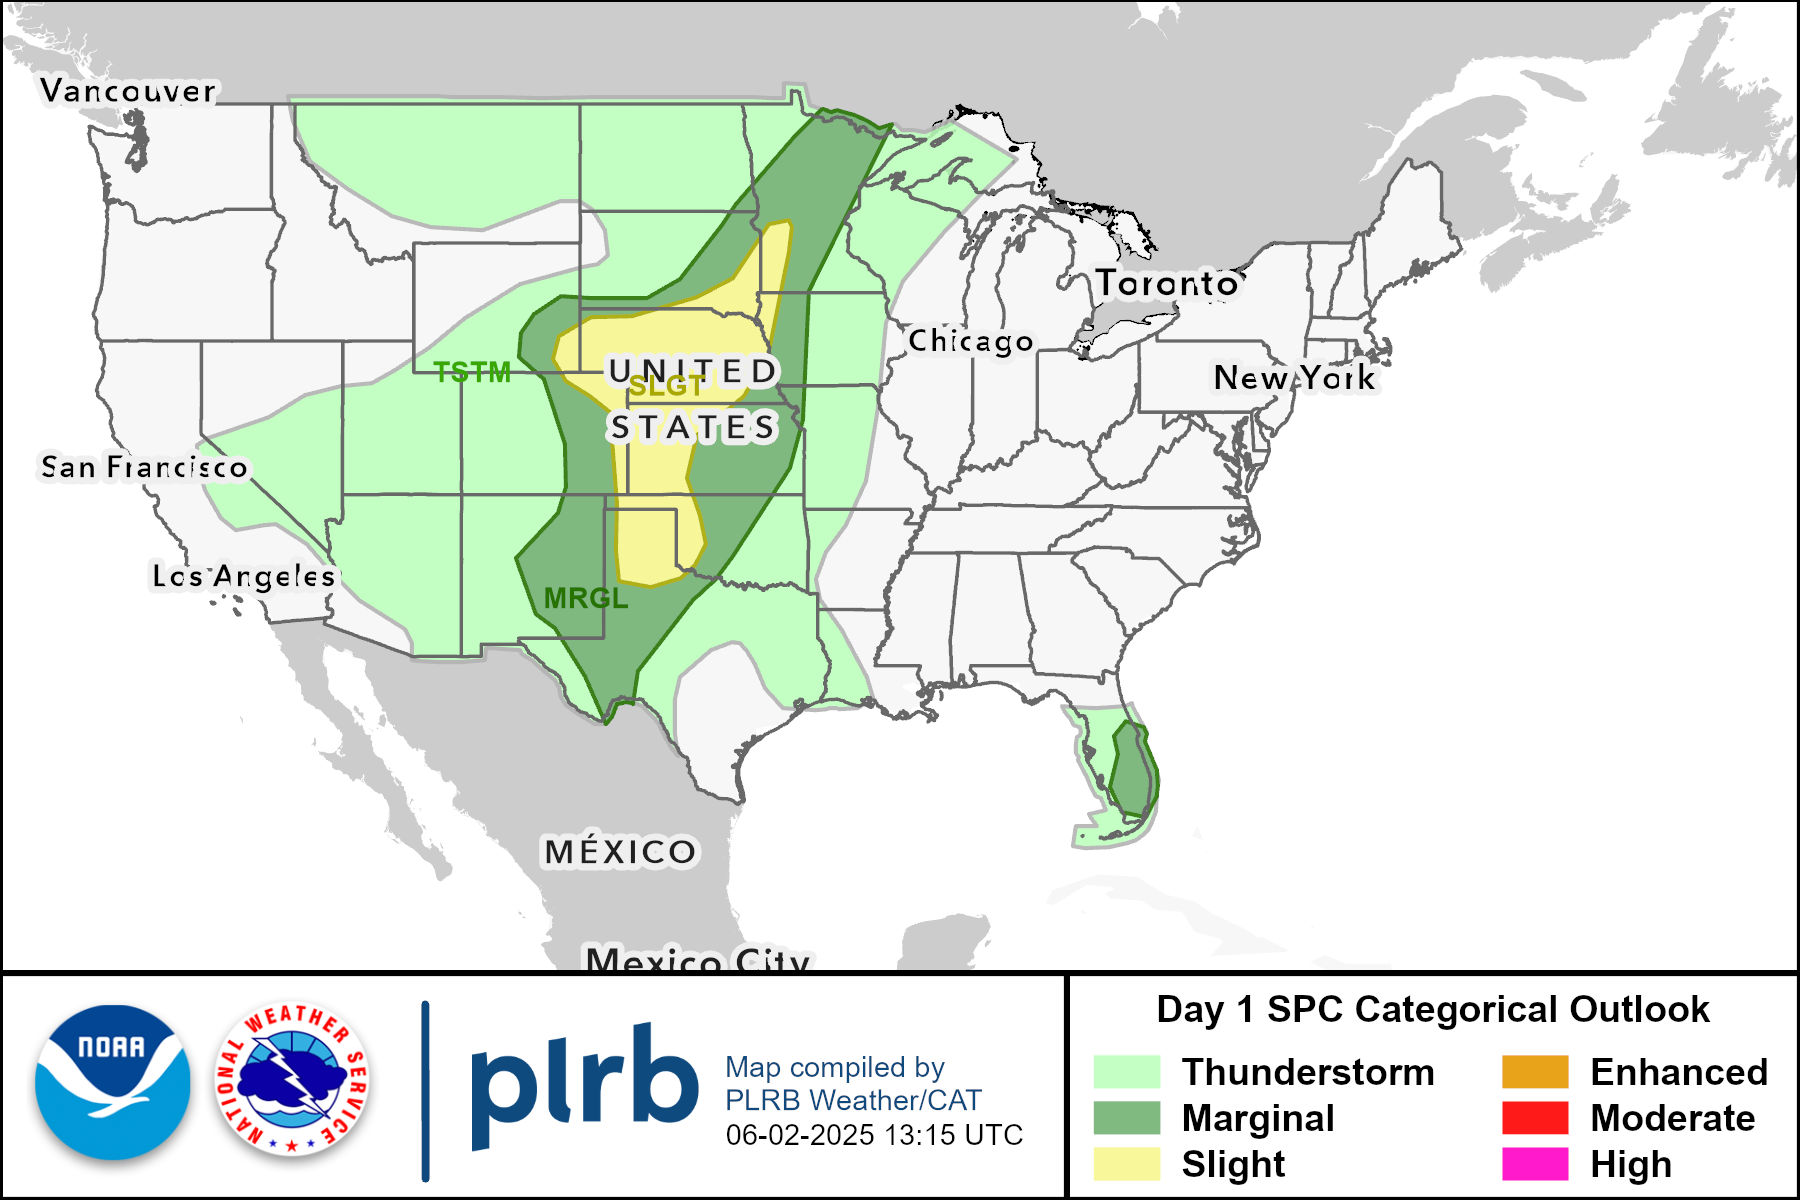 Vancouver
Toronto
Chicago
New York
TSTM
UNITED
SLGT
STATES
San Francisco
Los Angeles
MRGL
MÉXICO
Mexico City
NOAA
NATIONAL WEATHER SERVICE
plrb
Map compiled by
PLRB Weather/CAT
06-02-2025 13:15 UTC
Day 1 SPC Categorical Outlook
Thunderstorm
Marginal
Slight
Enhanced
Moderate
High